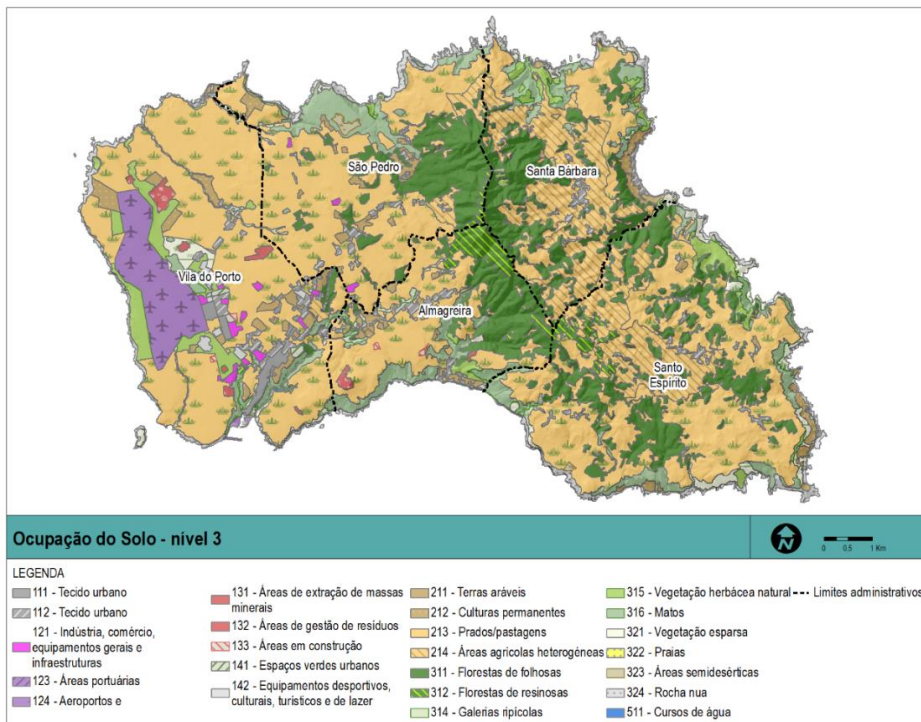 São Pedro
Santa Bárbara
Vila do Porto
Almagreira
Santo
Espírito
Ocupação do Solo - nível 3
N
0 0.5 1 Km
LEGENDA
111 - Tecido urbano
112 - Tecido urbano
121 - Indústria, comércio,
equipamentos gerais e
infraestruturas
123 - Áreas portuárias
124 - Aeroportos e
131 - Áreas de extração de massas
minerais
132 - Áreas de gestão de resíduos
133 - Áreas em construção
141 - Espaços verdes urbanos
142 - Equipamentos desportivos,
culturais, turísticos e de lazer
211 - Terras aráveis
212 - Culturas permanentes
213 - Prados/pastagens
214 - Áreas agrícolas heterogéneas
311 - Florestas de folhosas
312 - Florestas de resinosas
314 - Galerias ripícolas
315 - Vegetação herbácea natural
316 - Matos
321 - Vegetação esparsa
322 - Praias
323 - Áreas semidesérticas
324 - Rocha nua
511 - Cursos de água
Limites administrativos